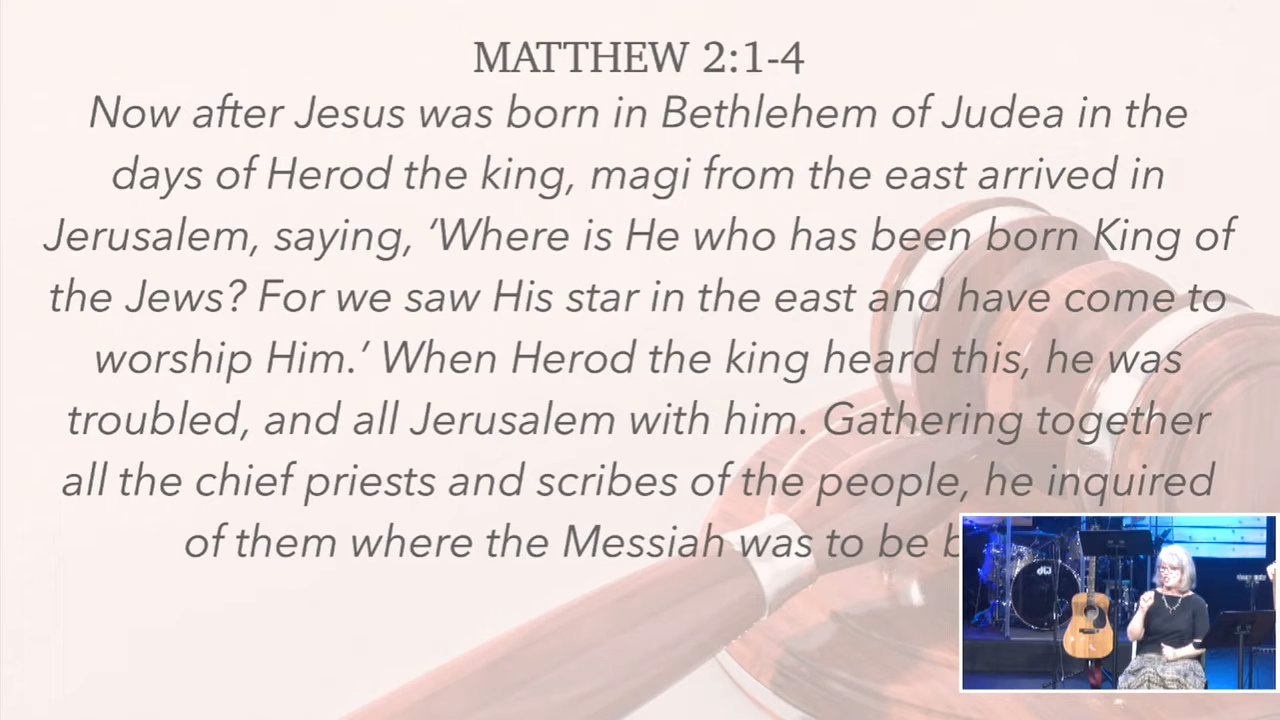 MATTHEW 2:1-4
Now after Jesus was born in Bethlehem of Judea in the
days of Herod the king, magi from the east arrived in
Jerusalem, saying, ‘Where is He who has been born King of
the Jews? For we saw His star in the east and have come to
worship Him.’ When Herod the king heard this, he was
troubled, and all Jerusalem with him. Gathering together
all the chief priests and scribes of the people, he inquired
of them where the Messiah was to be
dw